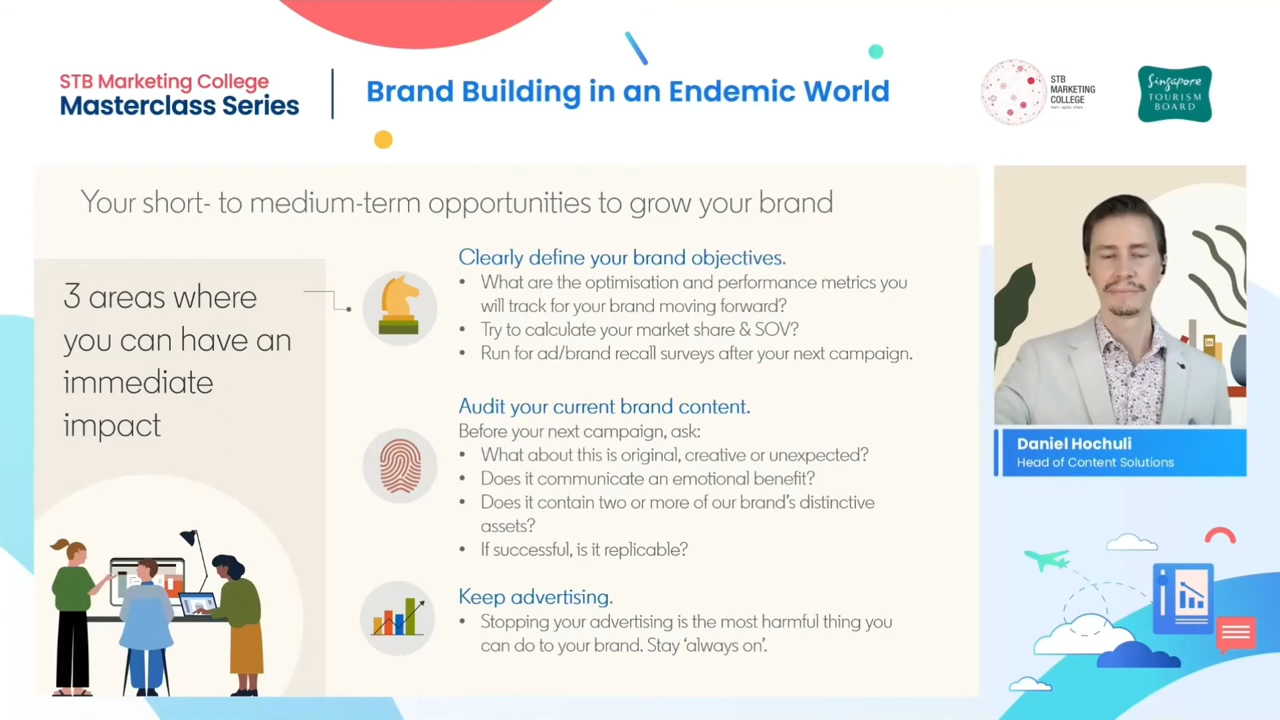 STB Marketing College
Masterclass Series
Brand Building in an Endemic World
STB
MARKETING
COLLEGE
Singapore
TOURISM
BOARD
Your short- to medium-term opportunities to grow your brand
3 areas where
you can have an
immediate
impact
Clearly define your brand objectives.
• What are the optimisation and performance metrics you
will track for your brand moving forward?
• Try to calculate your market share & SOV?
• Run for ad/brand recall surveys after your next campaign.
Audit your current brand content.
Before your next campaign, ask:
• What about this is original, creative or unexpected?
• Does it communicate an emotional benefit?
• Does it contain two or more of our brand's distinctive
assets?
• If successful, is it replicable?
Keep advertising.
• Stopping your advertising is the most harmful thing you
can do to your brand. Stay 'always on'.
in
Daniel Hochuli
Head of Content Solutions